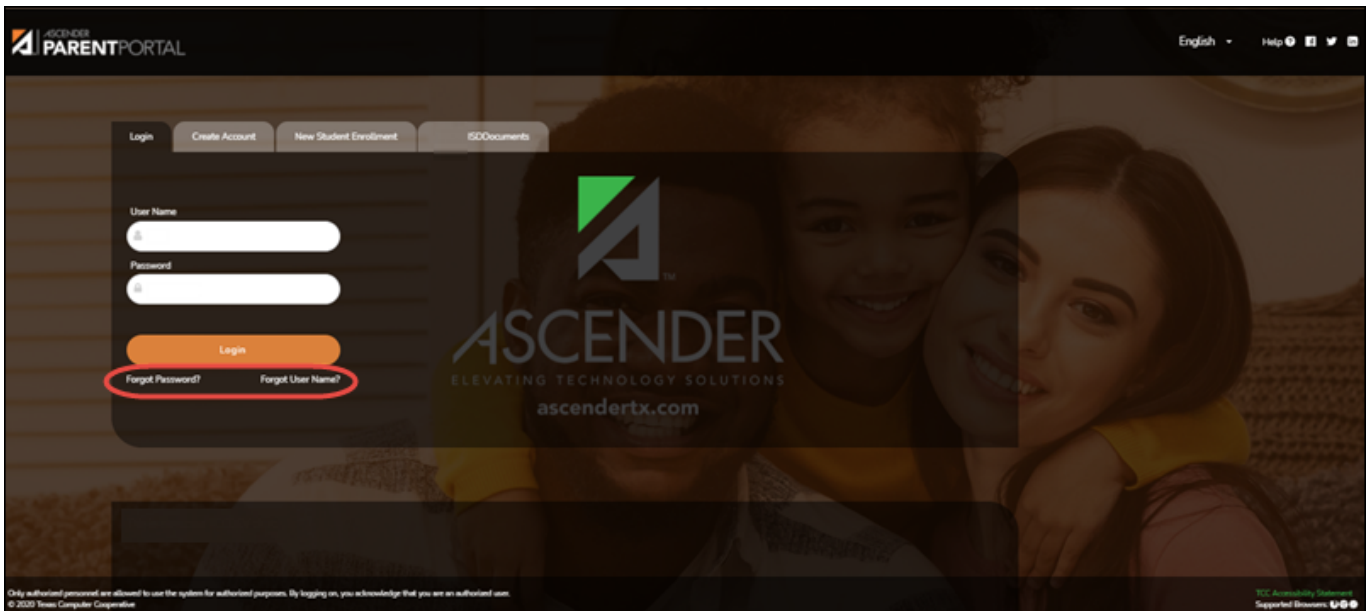 ASCENDER
PARENTPORTAL
English Help
Login Create Account New Student Enrollment ISDDocuments
User Name
Password
Login
Forgot Password? Forgot User Name?
TM
ASCENDER
ELEVATING TECHNOLOGY SOLUTIONS
ascendertx.com
Only authorized personnel are allowed to use the system for authorized purposes. By logging on, you acknowledge that you are an authorized user.
© 2020 Texas Computer Cooperative
TCC Accessibility Statement
Supported Browsers: